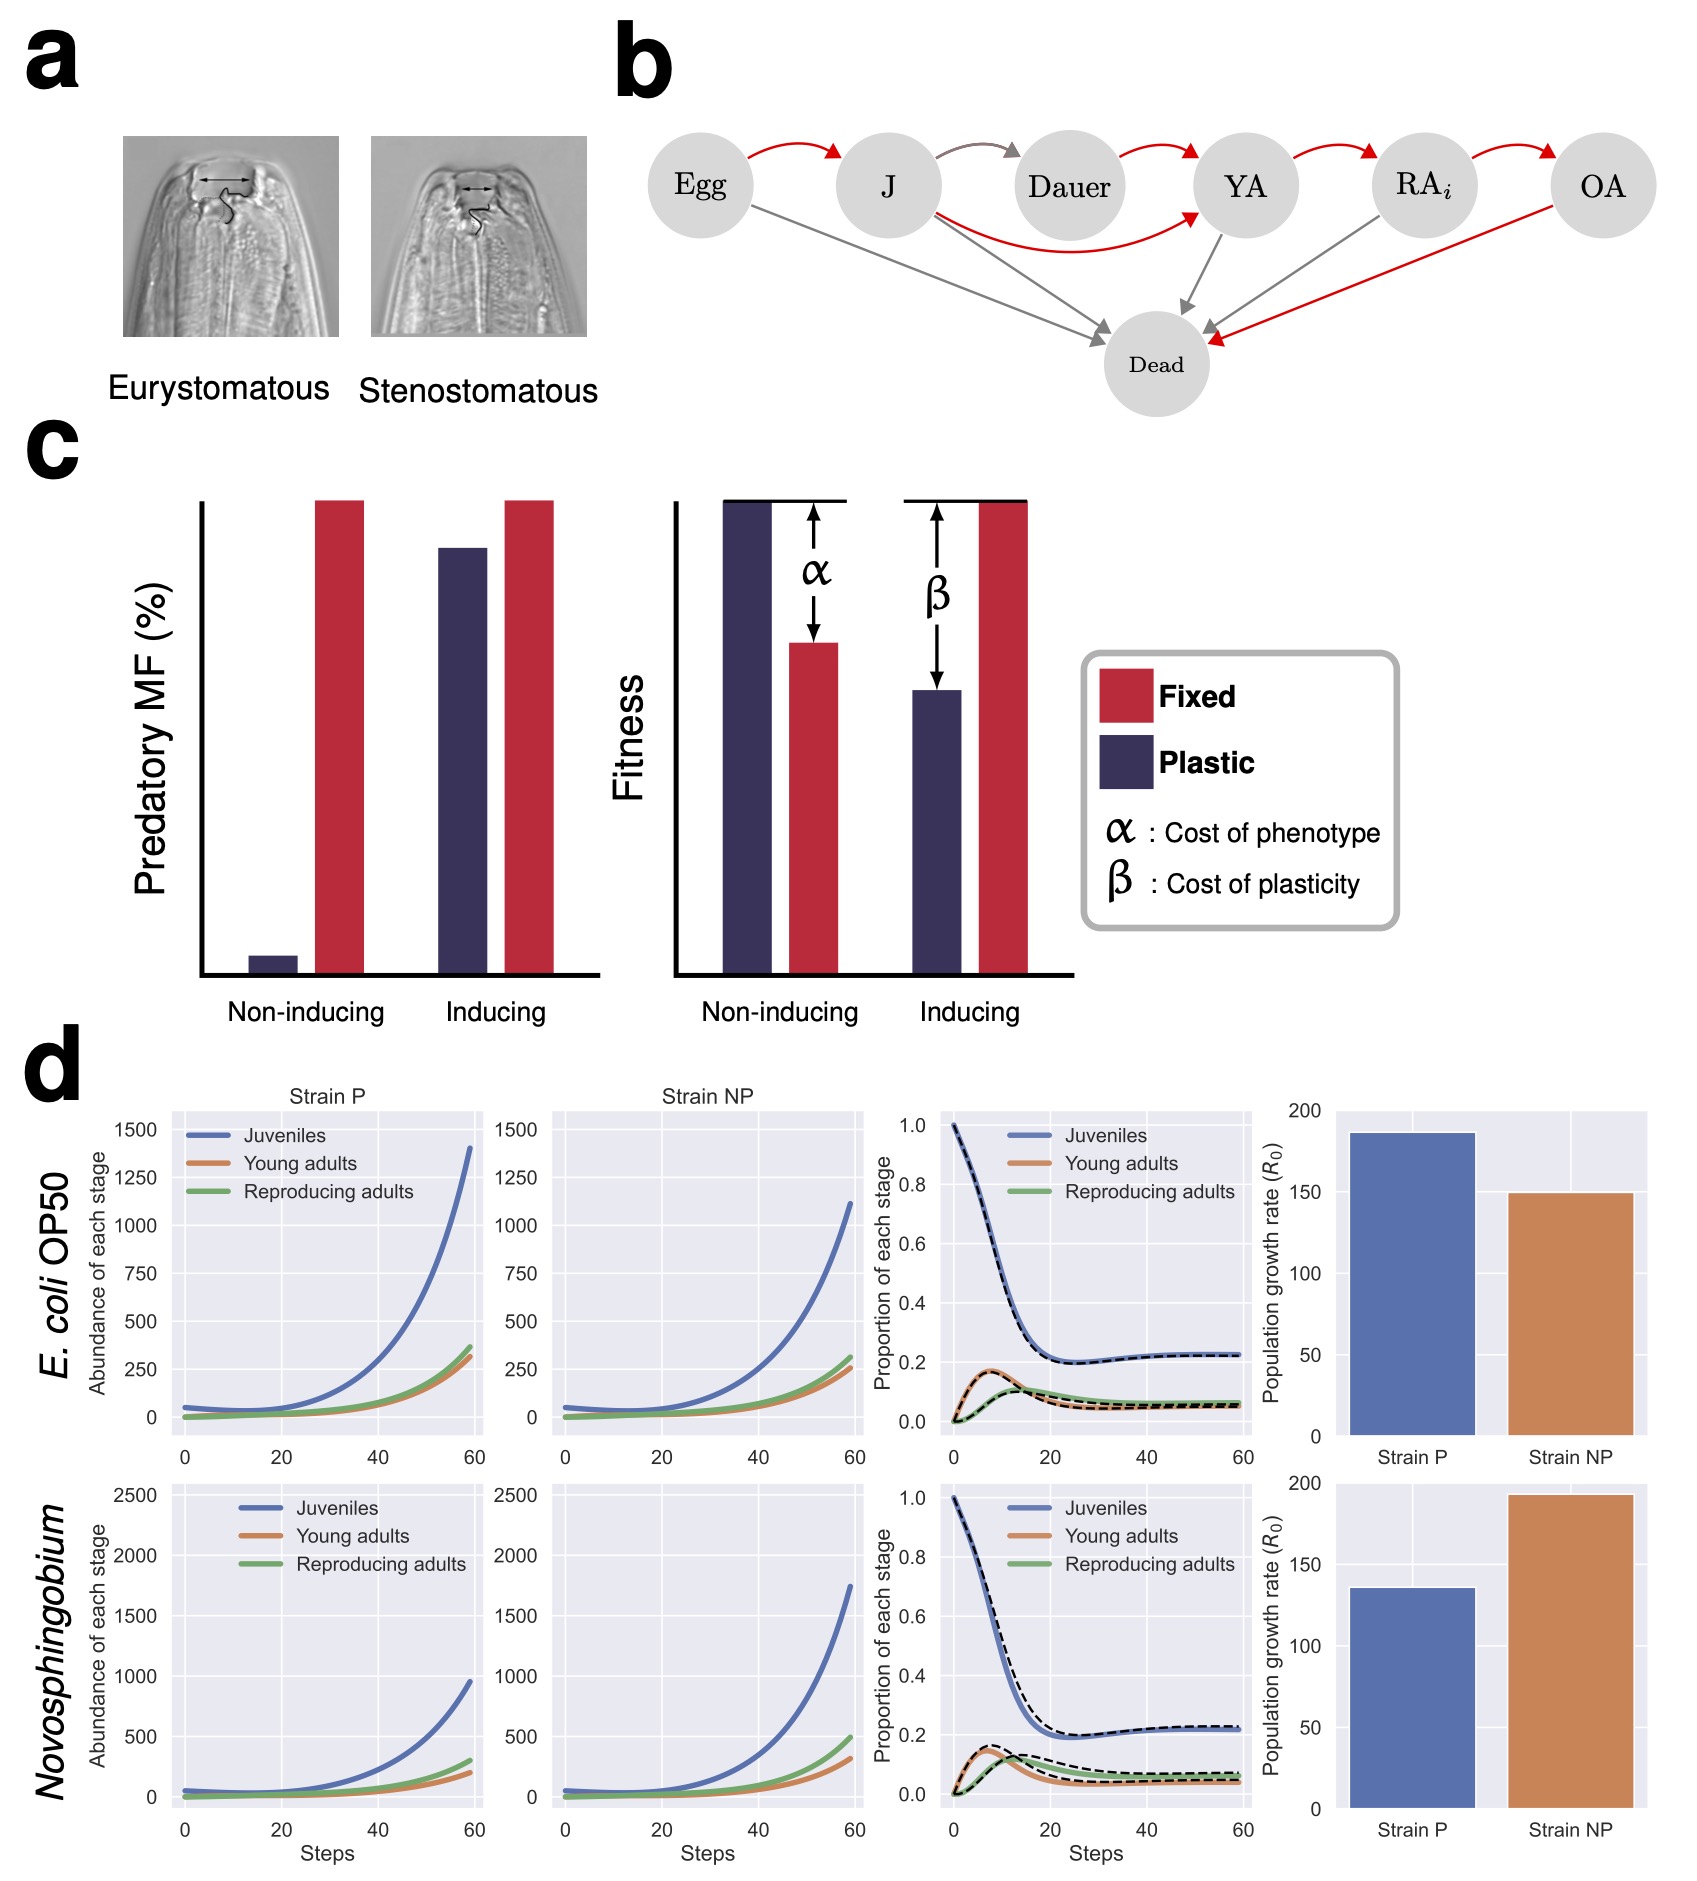 a
Eurystomatous
Stenostomatous
b
Egg
J
Dauer
YA
RAi
OA
Dead
c
Predatory MF (%)
Non-inducing
Inducing
Fitness
α
β
Non-inducing
Inducing
Fixed
Plastic
α : Cost of phenotype
β : Cost of plasticity
d
E. coli OP50
Strain P
Abundance of each stage
1500
1250
1000
750
500
250
0
Juveniles
Young adults
Reproducing adults
0 20 40 60
Strain NP
1500
1250
1000
750
500
250
0
0 20 40 60
Proportion of each stage
1.0
0.8
0.6
0.4
0.2
0.0
Juveniles
Young adults
Reproducing adults
0 20 40 60
Population growth rate (R0)
200
150
100
50
0
Strain P
Strain NP
Novosphingobium
Abundance of each stage
2500
2000
1500
1000
500
0
Juveniles
Young adults
Reproducing adults
0 20 40 60
Steps
2500
2000
1500
1000
500
0
0 20 40 60
Steps
Proportion of each stage
1.0
0.8
0.6
0.4
0.2
0.0
Juveniles
Young adults
Reproducing adults
0 20 40 60
Steps
Population growth rate (R0)
200
150
100
50
0
Strain P
Strain NP